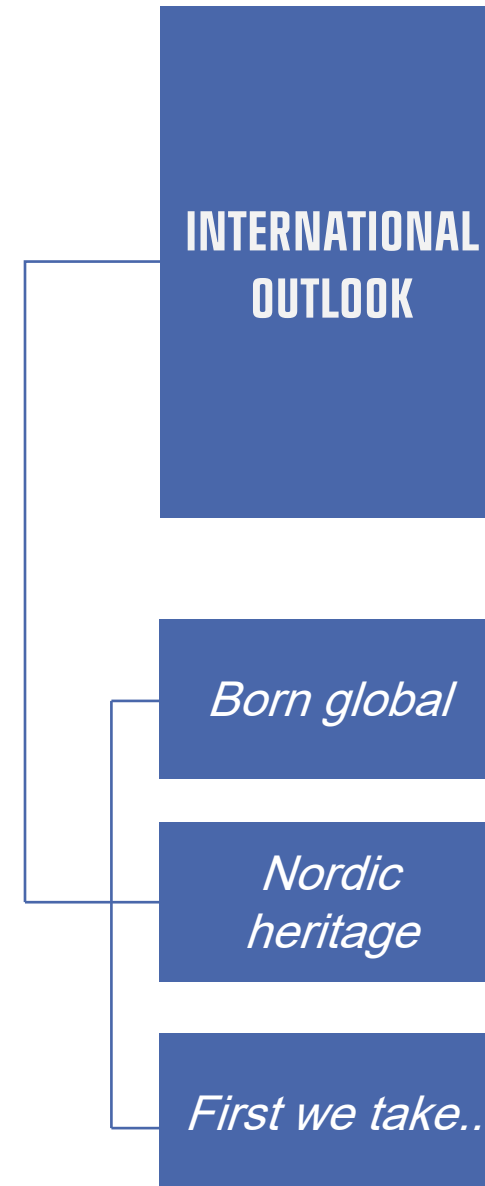 INTERNATIONAL
OUTLOOK
Born global
Nordic
heritage
First we take..